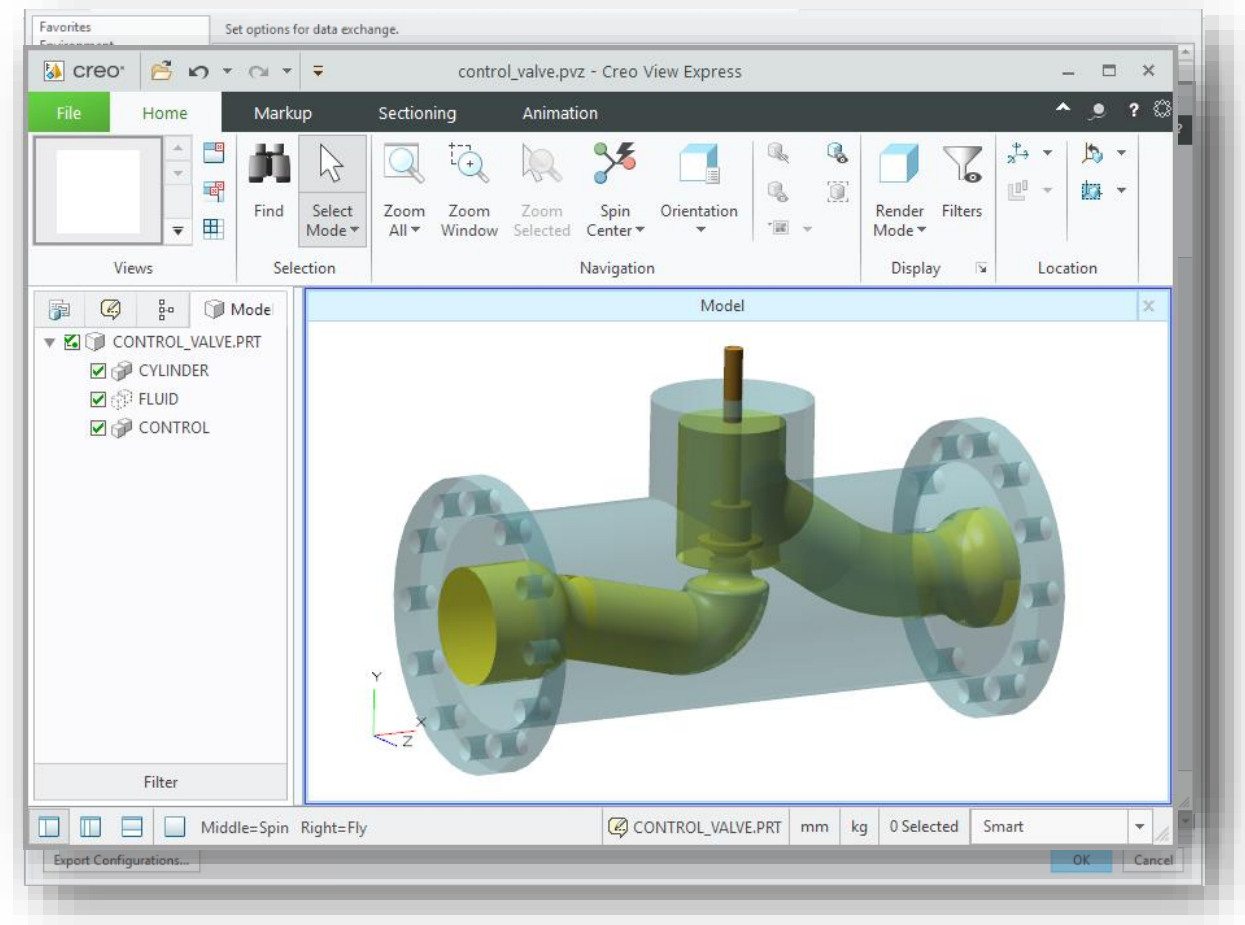 Favorites
Set options for data exchange.
creo
control_valve.pvz - Creo View Express
File Home Markup Sectioning Animation
?
Find
Select
Mode
Zoom
All
Zoom
Window
Zoom
Selected
Spin
Center
Orientation
Render
Mode
Filters
Views Selection Navigation Display Location
Model
CONTROL_VALVE.PRT
CYLINDER
FLUID
CONTROL
Model
Y
X
Z
Filter
Middle=Spin Right=Fly
CONTROL_VALVE.PRT mm kg 0 Selected Smart
Export Configurations...
OK Cancel